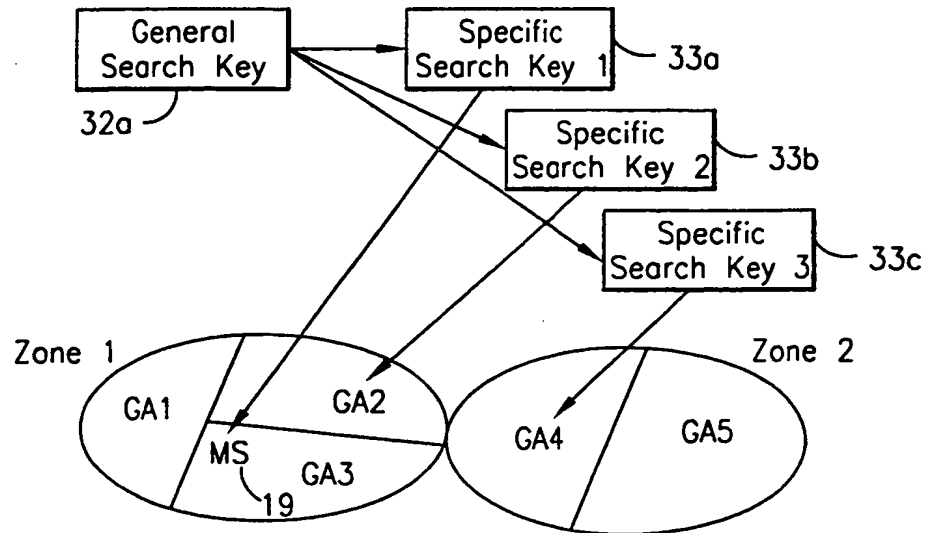 General
Search Key
32a
Specific
Search Key 1
33a
Specific
Search Key 2
33b
Specific
Search Key 3
33c
Zone 1
Zone 2
GA1
GA2
MS
GA3
19
GA4
GA5